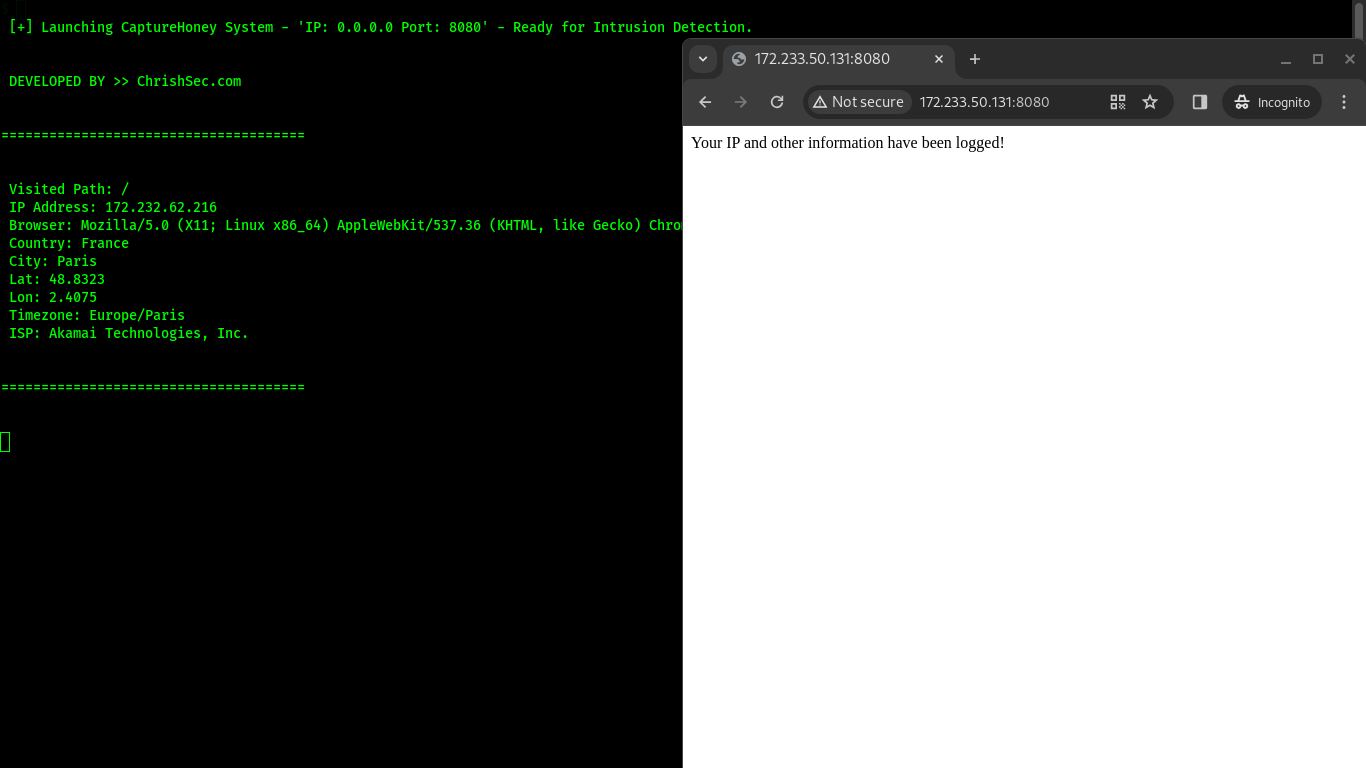 [+] Launching CaptureHoney System - 'IP: 0.0.0.0 Port: 8080' - Ready for Intrusion Detection.
DEVELOPED BY >> ChrishSec.com
=====================================
Visited Path: /
IP Address: 172.232.62.216
Browser: Mozilla/5.0 (X11; Linux x86_64) AppleWebKit/537.36 (KHTML, like Gecko) Chro
Country: France
City: Paris
Lat: 48.8323
Lon: 2.4075
Timezone: Europe/Paris
ISP: Akamai Technologies, Inc.
=====================================
172.233.50.131:8080
Not secure 172.233.50.131:8080 Incognito
Your IP and other information have been logged!